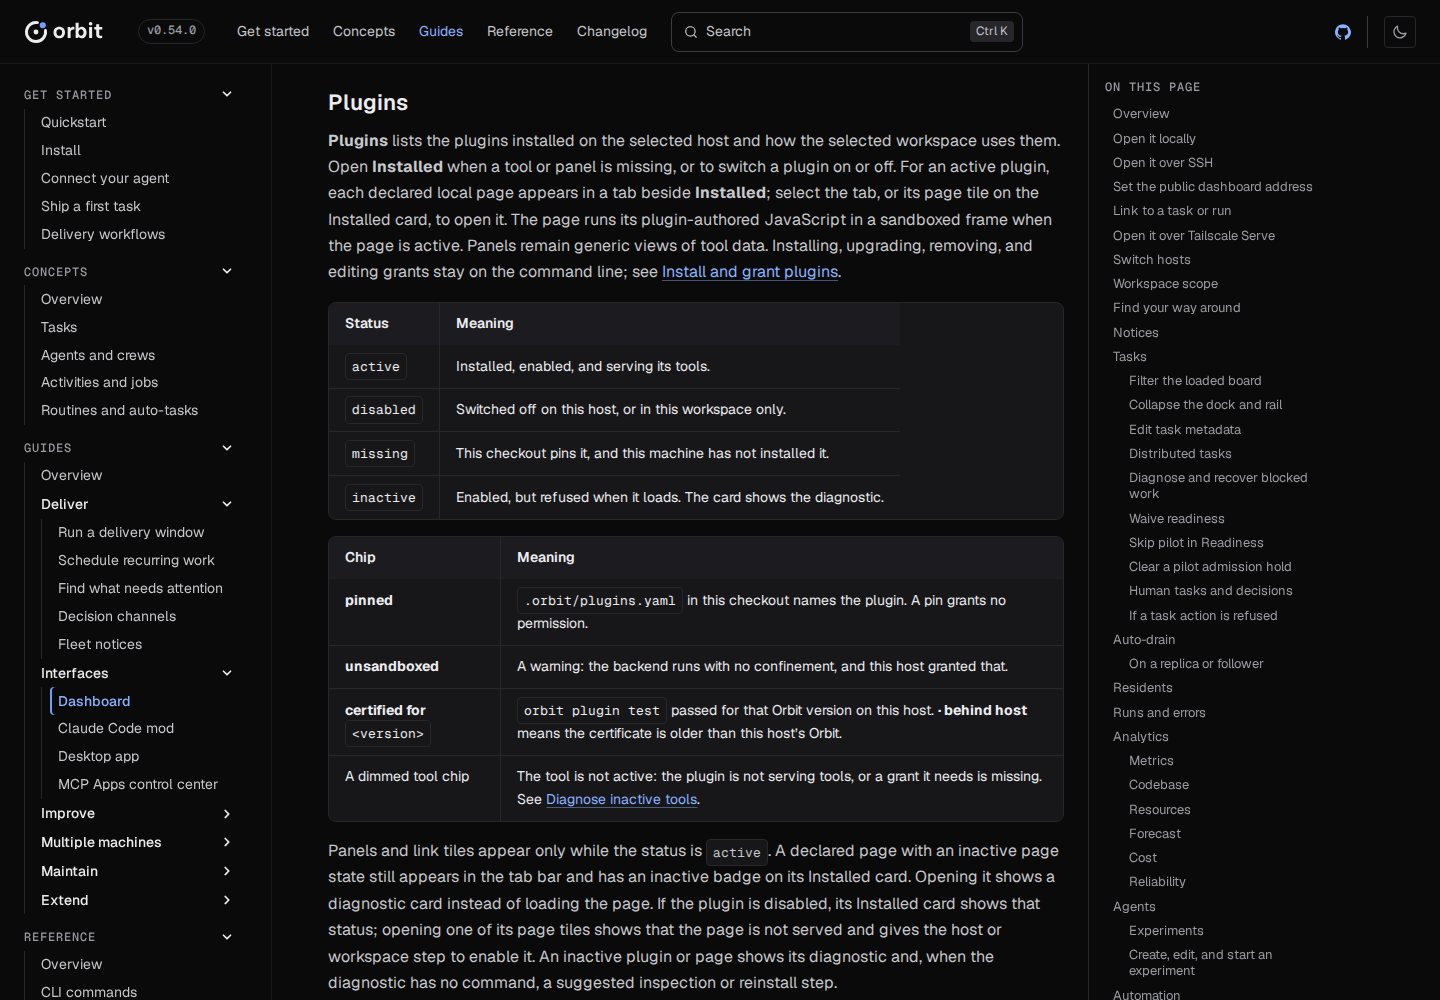 orbit
v0.54.0
Get started
Concepts
Guides
Reference
Changelog
Search
Ctrl K
GET STARTED
Quickstart
Install
Connect your agent
Ship a first task
Delivery workflows
CONCEPTS
Overview
Tasks
Agents and crews
Activities and jobs
Routines and auto-tasks
GUIDES
Overview
Deliver
Run a delivery window
Schedule recurring work
Find what needs attention
Decision channels
Fleet notices
Interfaces
Dashboard
Claude Code mod
Desktop app
MCP Apps control center
Improve
Multiple machines
Maintain
Extend
REFERENCE
Overview
CLI commands
Plugins
Plugins lists the plugins installed on the selected host and how the selected workspace uses them.
Open Installed when a tool or panel is missing, or to switch a plugin on or off. For an active plugin,
each declared local page appears in a tab beside Installed; select the tab, or its page tile on the
Installed card, to open it. The page runs its plugin-authored JavaScript in a sandboxed frame when
the page is active. Panels remain generic views of tool data. Installing, upgrading, removing, and
editing grants stay on the command line; see Install and grant plugins.
Status Meaning
active Installed, enabled, and serving its tools.
disabled Switched off on this host, or in this workspace only.
missing This checkout pins it, and this machine has not installed it.
inactive Enabled, but refused when it loads. The card shows the diagnostic.
Chip Meaning
pinned .orbit/plugins.yaml in this checkout names the plugin. A pin grants no
permission.
unsandboxed A warning: the backend runs with no confinement, and this host granted that.
certified for orbit plugin test passed for that Orbit version on this host. · behind host
<version> means the certificate is older than this host's Orbit.
A dimmed tool chip The tool is not active: the plugin is not serving tools, or a grant it needs is missing.
See Diagnose inactive tools.
Panels and link tiles appear only while the status is active. A declared page with an inactive page
state still appears in the tab bar and has an inactive badge on its Installed card. Opening it shows a
diagnostic card instead of loading the page. If the plugin is disabled, its Installed card shows that
status; opening one of its page tiles shows that the page is not served and gives the host or
workspace step to enable it. An inactive plugin or page shows its diagnostic and, when the
diagnostic has no command, a suggested inspection or reinstall step.
ON THIS PAGE
Overview
Open it locally
Open it over SSH
Set the public dashboard address
Link to a task or run
Open it over Tailscale Serve
Switch hosts
Workspace scope
Find your way around
Notices
Tasks
Filter the loaded board
Collapse the dock and rail
Edit task metadata
Distributed tasks
Diagnose and recover blocked
work
Waive readiness
Skip pilot in Readiness
Clear a pilot admission hold
Human tasks and decisions
If a task action is refused
Auto-drain
On a replica or follower
Residents
Runs and errors
Analytics
Metrics
Codebase
Resources
Forecast
Cost
Reliability
Agents
Experiments
Create, edit, and start an
experiment
Automation